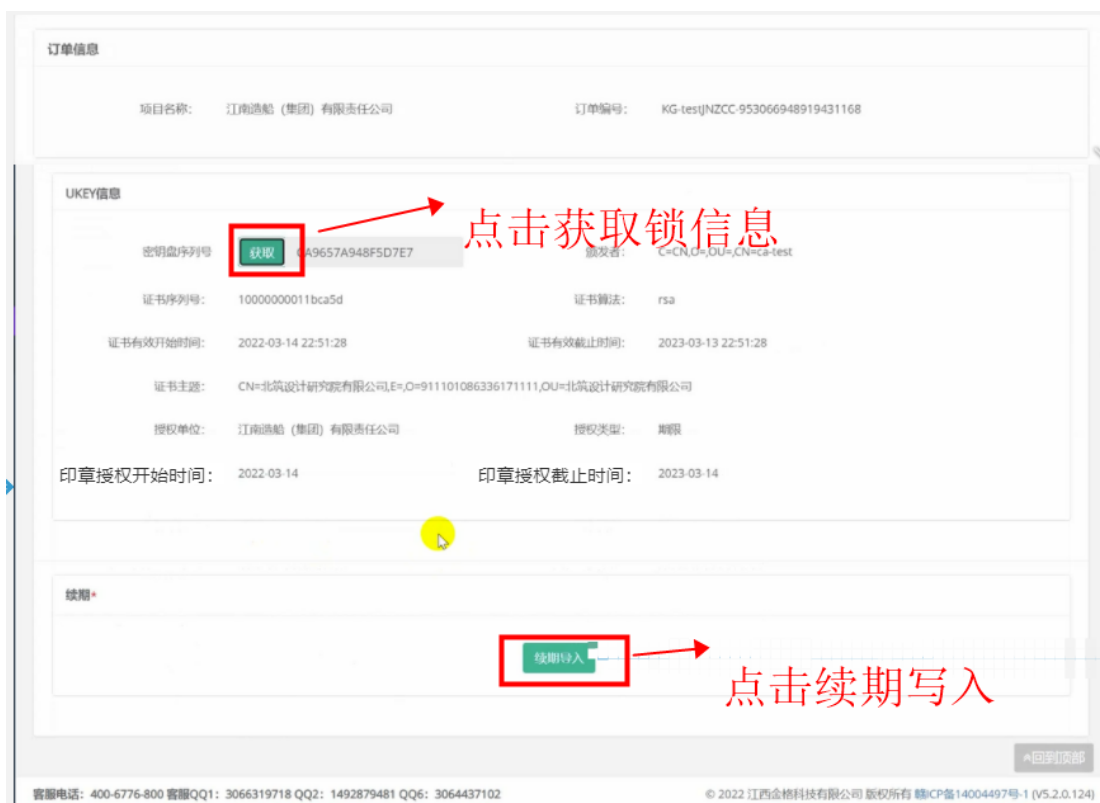 订单信息
项目名称: 江南造船（集团）有限责任公司 订单编号: KG-testJNZCC-953066948919431168
UKEY信息
点击获取锁信息
密钥盘序列号 获取 0A9657A948F5D7E7 颁发者: C=CN,O=,OU=,CN=ca-test
证书序列号: 10000000011bca5d 证书算法: rsa
证书有效开始时间: 2022-03-14 22:51:28 证书有效截止时间: 2023-03-13 22:51:28
证书主题: CN=北筑设计研究院有限公司,E=,O=911101086336171111,OU=北筑设计研究院有限公司
授权单位: 江南造船（集团）有限责任公司 授权类型: 期限
印章授权开始时间: 2022-03-14 印章授权截止时间: 2023-03-14
续期*
续期导入
点击续期写入
回到顶部
客服电话：400-6776-800 客服QQ1：3066319718 QQ2：1492879481 QQ6：3064437102 © 2022 江西金格科技有限公司 版权所有 赣ICP备14004497号-1 (V5.2.0.124)